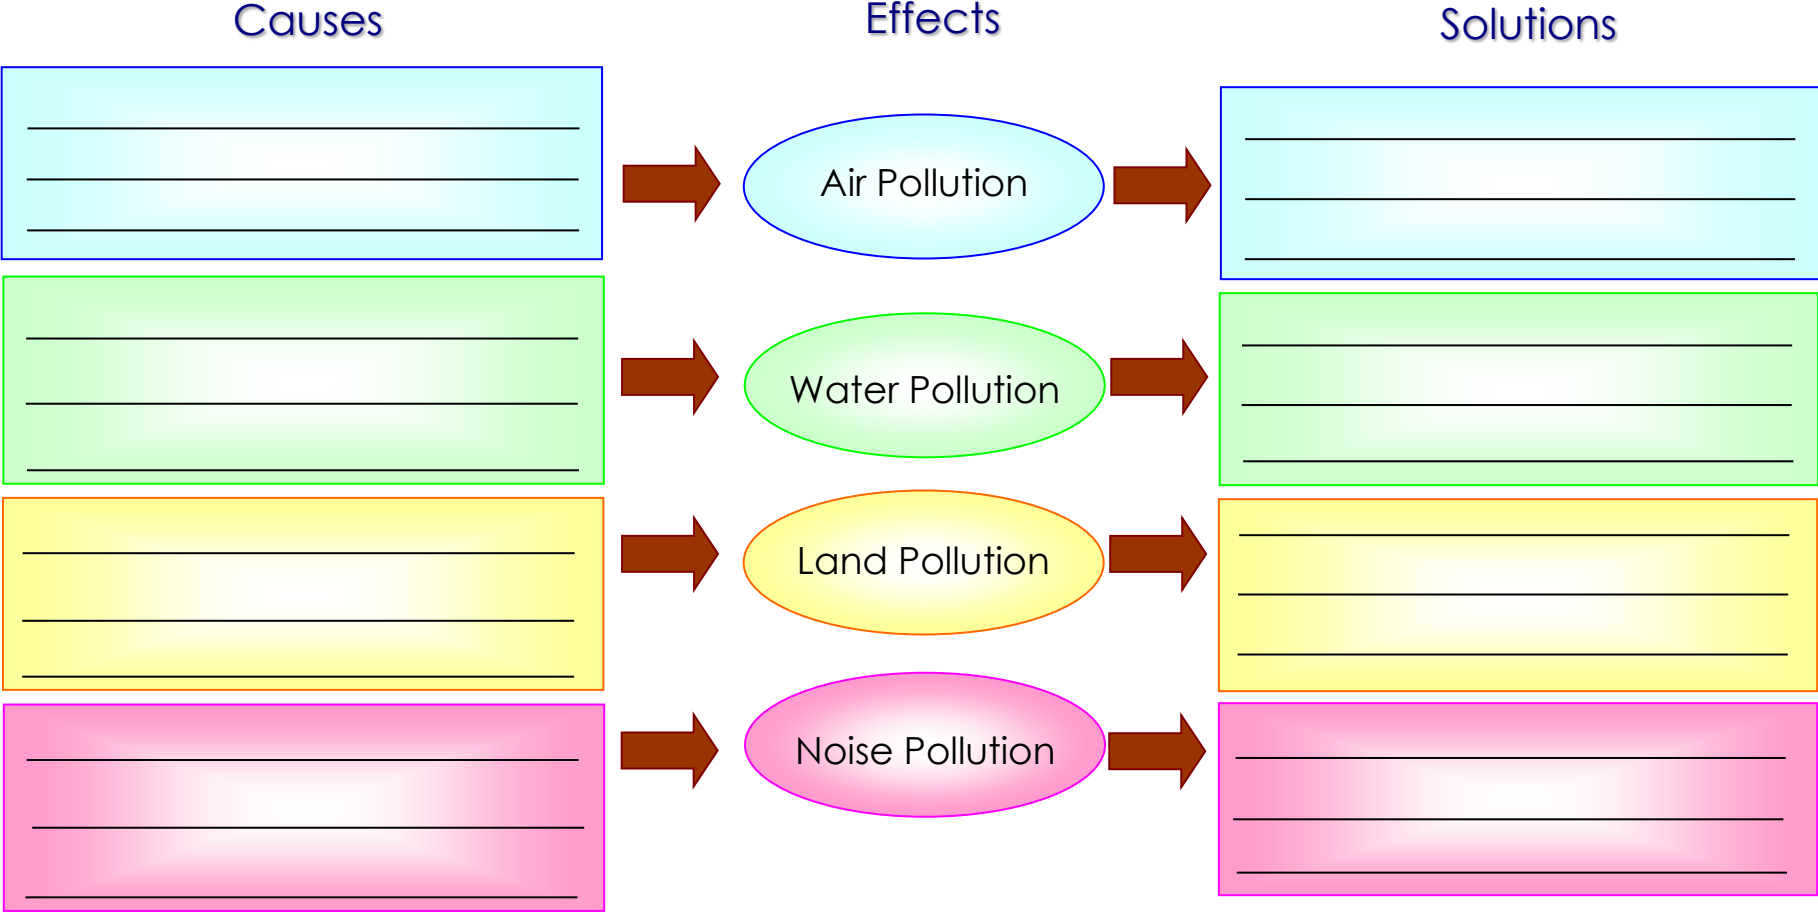 Causes
Effects
Solutions
Air Pollution
Water Pollution
Land Pollution
Noise Pollution